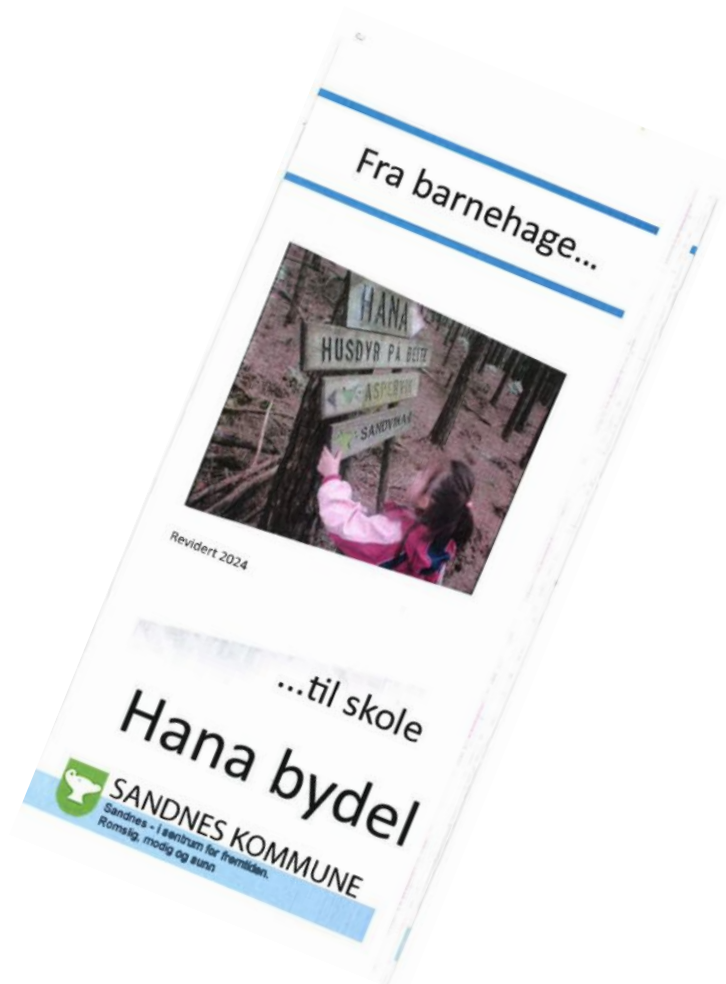 Fra barnehage...
HANA
HUSDYR PÅ BEITE
ASPERVIK
SANDVIKA
Revidert 2024
...til skole
Hana bydel
SANDNES KOMMUNE
Sandnes - i sentrum for fremtiden.
Romslig, modig og sunn